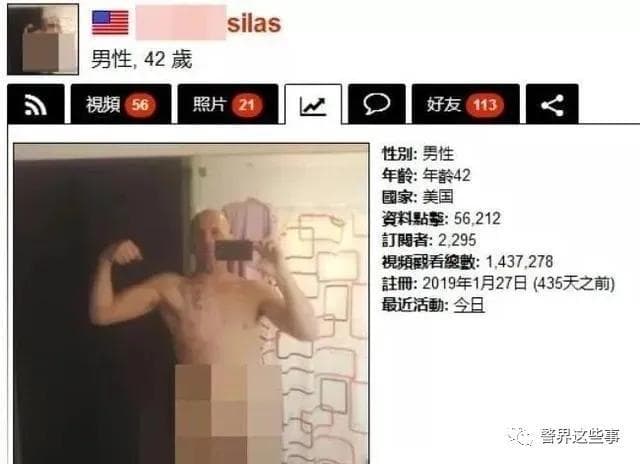 silas
男性, 42 歲
視頻 56
照片 21
好友 113
性別: 男性
年齡: 年齡42
國家: 美国
資料點擊: 56,212
訂閱者: 2,295
視頻觀看總數: 1,437,278
註冊: 2019年1月27日 (435天之前)
最近活動: 今日
警界这些事